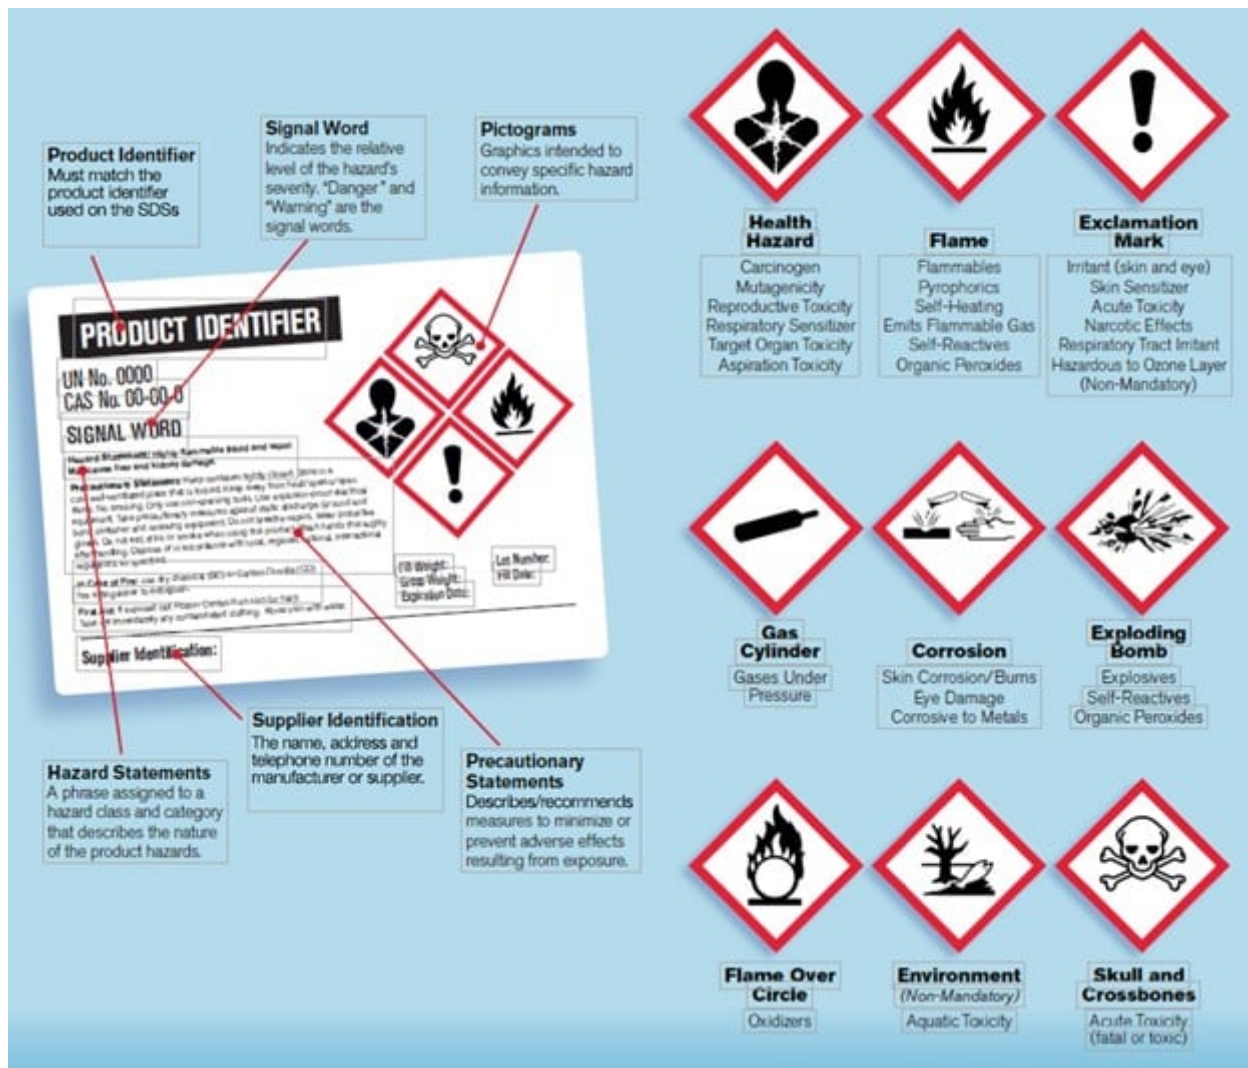 Product Identifier
Must match the
product identifier
used on the SDSs
Signal Word
Indicates the relative
level of the hazard's
severity. "Danger" and
"Warning" are the
signal words.
Pictograms
Graphics intended to
convey specific hazard
information.
PRODUCT IDENTIFIER
UN No. 0000
CAS No. 00-00-0
SIGNAL WORD
Fill Weight:
Gross Weight:
Expiration Date:
Lot Number:
Fill Date:
Supplier Identification:
Hazard Statements
A phrase assigned to a
hazard class and category
that describes the nature
of the product hazards.
Supplier Identification
The name, address and
telephone number of the
manufacturer or supplier.
Precautionary
Statements
Describes/recommends
measures to minimize or
prevent adverse effects
resulting from exposure.
Health
Hazard
Carcinogen
Mutagenicity
Reproductive Toxicity
Respiratory Sensitizer
Target Organ Toxicity
Aspiration Toxicity
Flame
Flammables
Pyrophorics
Self-Heating
Emits Flammable Gas
Self-Reactives
Organic Peroxides
Exclamation
Mark
Irritant (skin and eye)
Skin Sensitizer
Acute Toxicity
Narcotic Effects
Respiratory Tract Irritant
Hazardous to Ozone Layer
(Non-Mandatory)
Gas
Cylinder
Gases Under
Pressure
Corrosion
Skin Corrosion/Burns
Eye Damage
Corrosive to Metals
Exploding
Bomb
Explosives
Self-Reactives
Organic Peroxides
Flame Over
Circle
Oxidizers
Environment
(Non-Mandatory)
Aquatic Toxicity
Skull and
Crossbones
Acute Toxicity
(fatal or toxic)